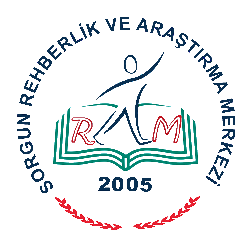 SORGUN REHBERLİK VE ARAŞTIRMA MERKEZİ
RAM
2005